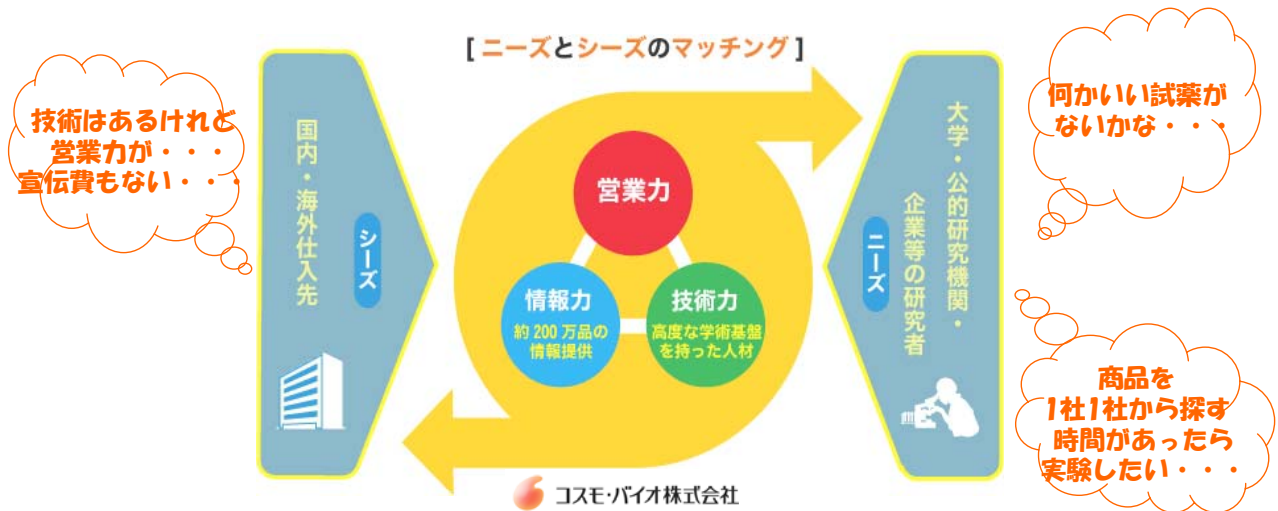 [ ニーズとシーズのマッチング ]
技術はあるけれど
営業力が・・・
宣伝費もない・・・
国内・海外仕入先
シーズ
営業力
情報力
約 200 万品の
情報提供
技術力
高度な学術基盤
を持った人材
ニーズ
大学・公的研究機関・
企業等の研究者
何かいい試薬が
ないかな・・・
商品を
1社1社から探す
時間があったら
実験したい・・・
コスモ・バイオ株式会社